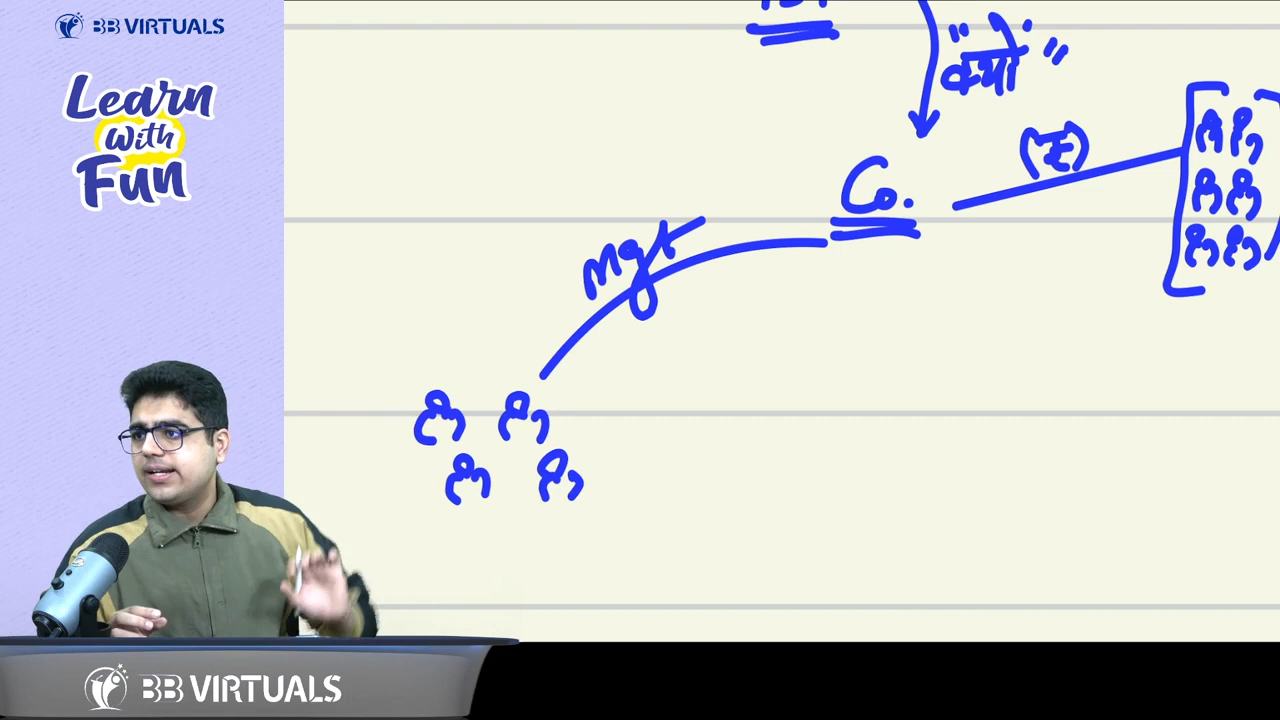 BB VIRTUALS
Learn
With
Fun
"क्यों"
(₹)
Co.
Mgt
BB VIRTUALS